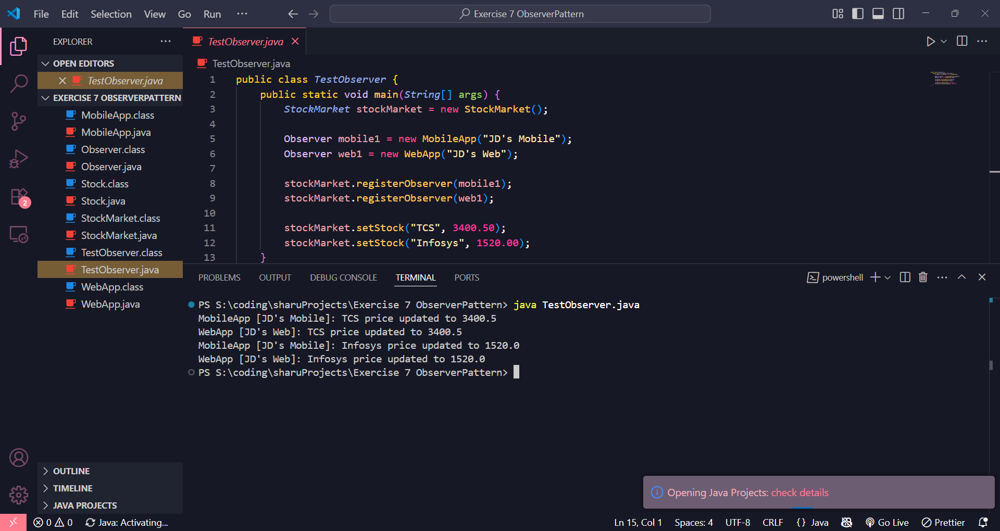 File Edit Selection View Go Run ···
Exercise 7 ObserverPattern
EXPLORER
OPEN EDITORS
TestObserver.java
EXERCISE 7 OBSERVERPATTERN
MobileApp.class
MobileApp.java
Observer.class
Observer.java
Stock.class
Stock.java
StockMarket.class
StockMarket.java
TestObserver.class
TestObserver.java
WebApp.class
WebApp.java
2
OUTLINE
TIMELINE
JAVA PROJECTS
TestObserver.java
TestObserver.java
1 public class TestObserver {
2 public static void main(String[] args) {
3 StockMarket stockMarket = new StockMarket();
4
5 Observer mobile1 = new MobileApp("JD's Mobile");
6 Observer web1 = new WebApp("JD's Web");
7
8 stockMarket.registerObserver(mobile1);
9 stockMarket.registerObserver(web1);
10
11 stockMarket.setStock("TCS", 3400.50);
12 stockMarket.setStock("Infosys", 1520.00);
13 }
PROBLEMS OUTPUT DEBUG CONSOLE TERMINAL PORTS
powershell
PS S:\coding\sharuProjects\Exercise 7 ObserverPattern> java TestObserver.java
MobileApp [JD's Mobile]: TCS price updated to 3400.5
WebApp [JD's Web]: TCS price updated to 3400.5
MobileApp [JD's Mobile]: Infosys price updated to 1520.0
WebApp [JD's Web]: Infosys price updated to 1520.0
PS S:\coding\sharuProjects\Exercise 7 ObserverPattern>
Opening Java Projects: check details
0 0 Java: Activating...
Ln 15, Col 1 Spaces: 4 UTF-8 CRLF {} Java Go Live Prettier